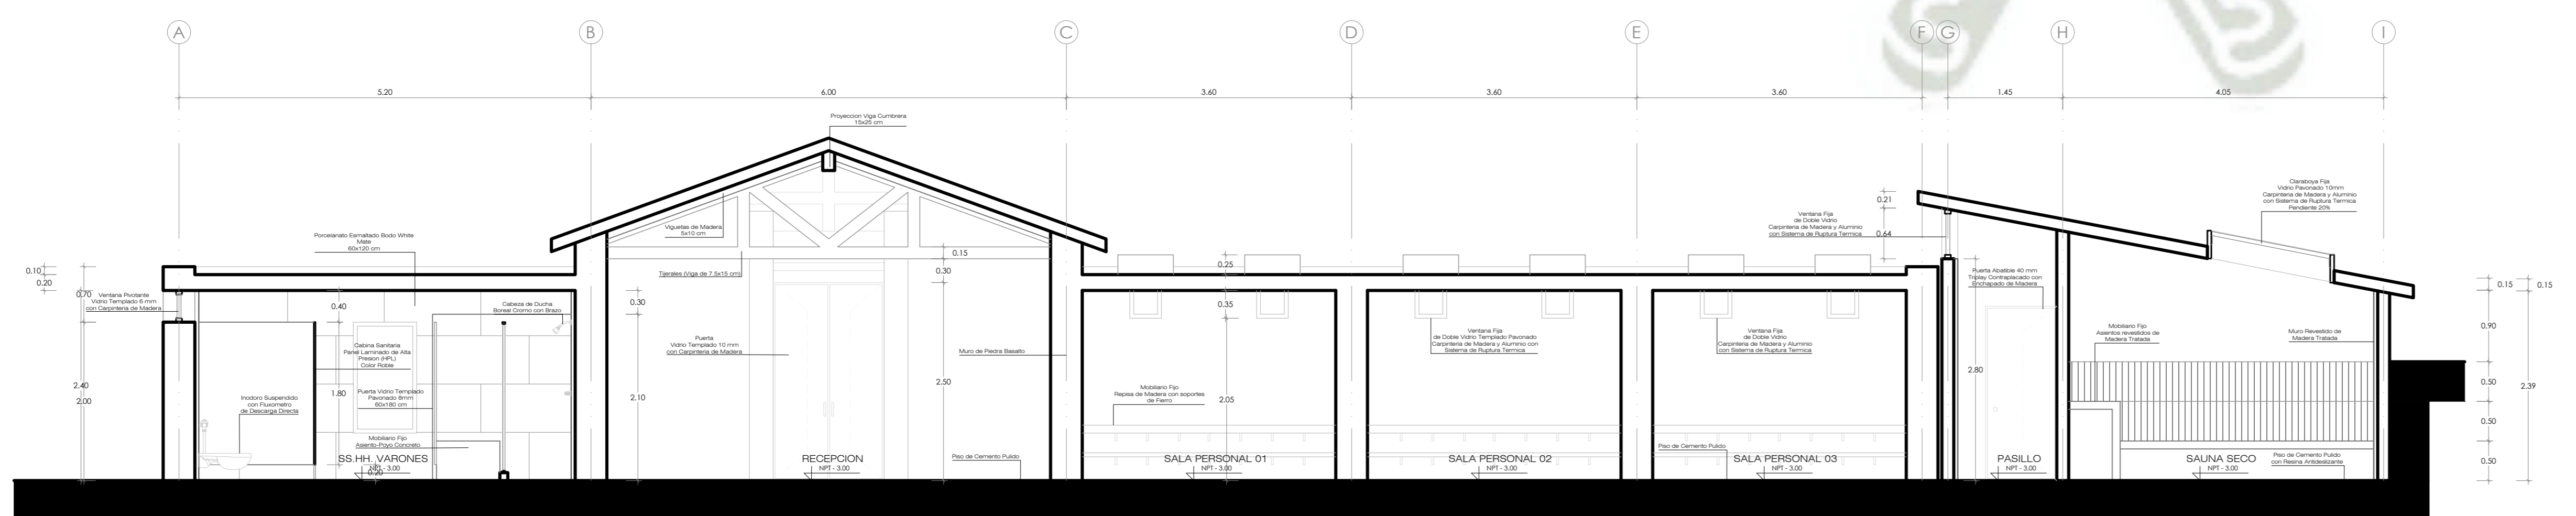 A
B
C
D
E
F
G
H
I
5.20
6.00
3.60
3.60
3.60
1.45
4.05
Proyeccion Viga Cumbrera
15x25 cm
Claraboya Fija
Vidrio Pavonado 10mm
Carpinteria de Madera y Aluminio
con Sistema de Ruptura Termica
Pendiente 20%
0.21
0.64
Ventana Fija
de Doble Vidrio
Carpinteria de Madera y Aluminio
con Sistema de Ruptura Termica
Viguetas de Madera
5x10 cm
Porcelanato Esmaltado Bodo White
Mate
60x120 cm
Tijerales (Viga de 7.5x15 cm)
0.15
0.30
0.25
0.10
0.20
0.70
Ventana Pivotante
Vidrio Templado 6 mm
con Carpinteria de Madera
0.40
Cabeza de Ducha
Boreal Cromo con Brazo
0.30
0.35
Puerta Abatible 40 mm
Triplay Contraplacado con
Enchapado de Madera
0.15
0.15
Cabina Sanitaria
Panel Laminado de Alta
Presion (HPL)
Color Roble
Puerta
Vidrio Templado 10 mm
con Carpinteria de Madera
Muro de Piedra Basalto
Ventana Fija
de Doble Vidrio Templado Pavonado
Carpinteria de Madera y Aluminio con
Sistema de Ruptura Termica
Ventana Fija
de Doble Vidrio
Carpinteria de Madera y Aluminio
con Sistema de Ruptura Termica
Mobiliario Fijo
Asientos revestidos de
Madera Tratada
Muro Revestido de
Madera Tratada
0.90
2.40
2.00
Inodoro Suspendido
con Fluxometro
de Descarga Directa
1.80
Puerta Vidrio Templado
Pavonado 8mm
60x180 cm
2.10
2.50
Mobiliario Fijo
Repisa de Madera con soportes
de Fierro
2.05
2.80
0.50
2.39
0.50
0.50
Mobiliario Fijo
Asiento-Poyo Concreto
Piso de Cemento Pulido
Piso de Cemento Pulido
Piso de Cemento Pulido
con Resina Antideslizante
SS.HH. VARONES
NPT - 3.00
0.20
RECEPCION
NPT - 3.00
SALA PERSONAL 01
NPT - 3.00
SALA PERSONAL 02
NPT - 3.00
SALA PERSONAL 03
NPT - 3.00
PASILLO
NPT - 3.00
SAUNA SECO
NPT - 3.00